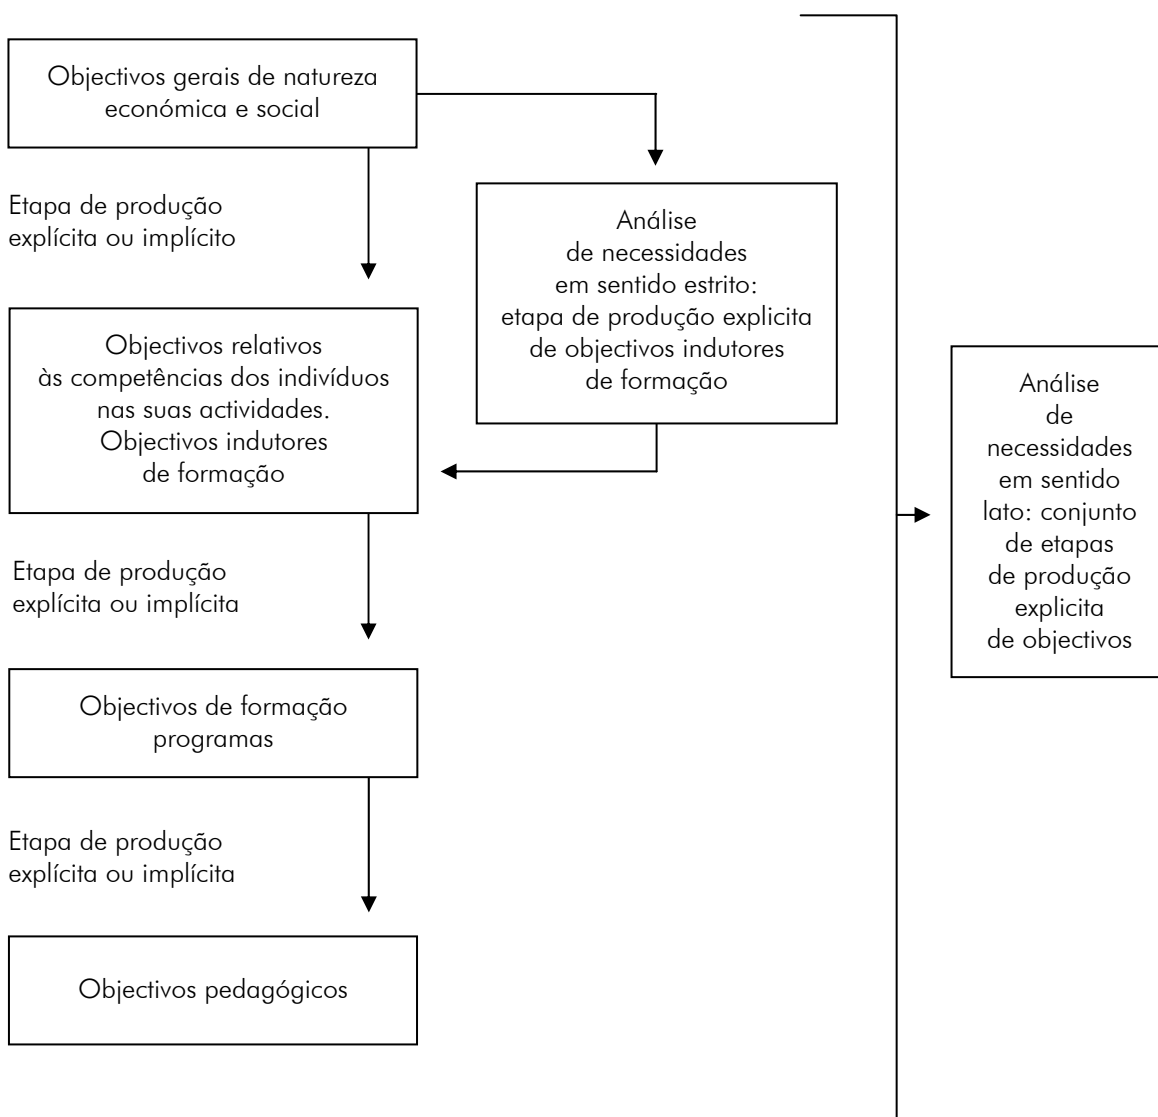 Objectivos gerais de natureza
económica e social
Etapa de produção
explícita ou implícito
Análise
de necessidades
em sentido estrito:
etapa de produção explicita
de objectivos indutores
de formação
Objectivos relativos
às competências dos indivíduos
nas suas actividades.
Objectivos indutores
de formação
Etapa de produção
explícita ou implícita
Objectivos de formação
programas
Etapa de produção
explícita ou implícita
Objectivos pedagógicos
Análise
de
necessidades
em sentido
lato: conjunto
de etapas
de produção
explicita
de objectivos